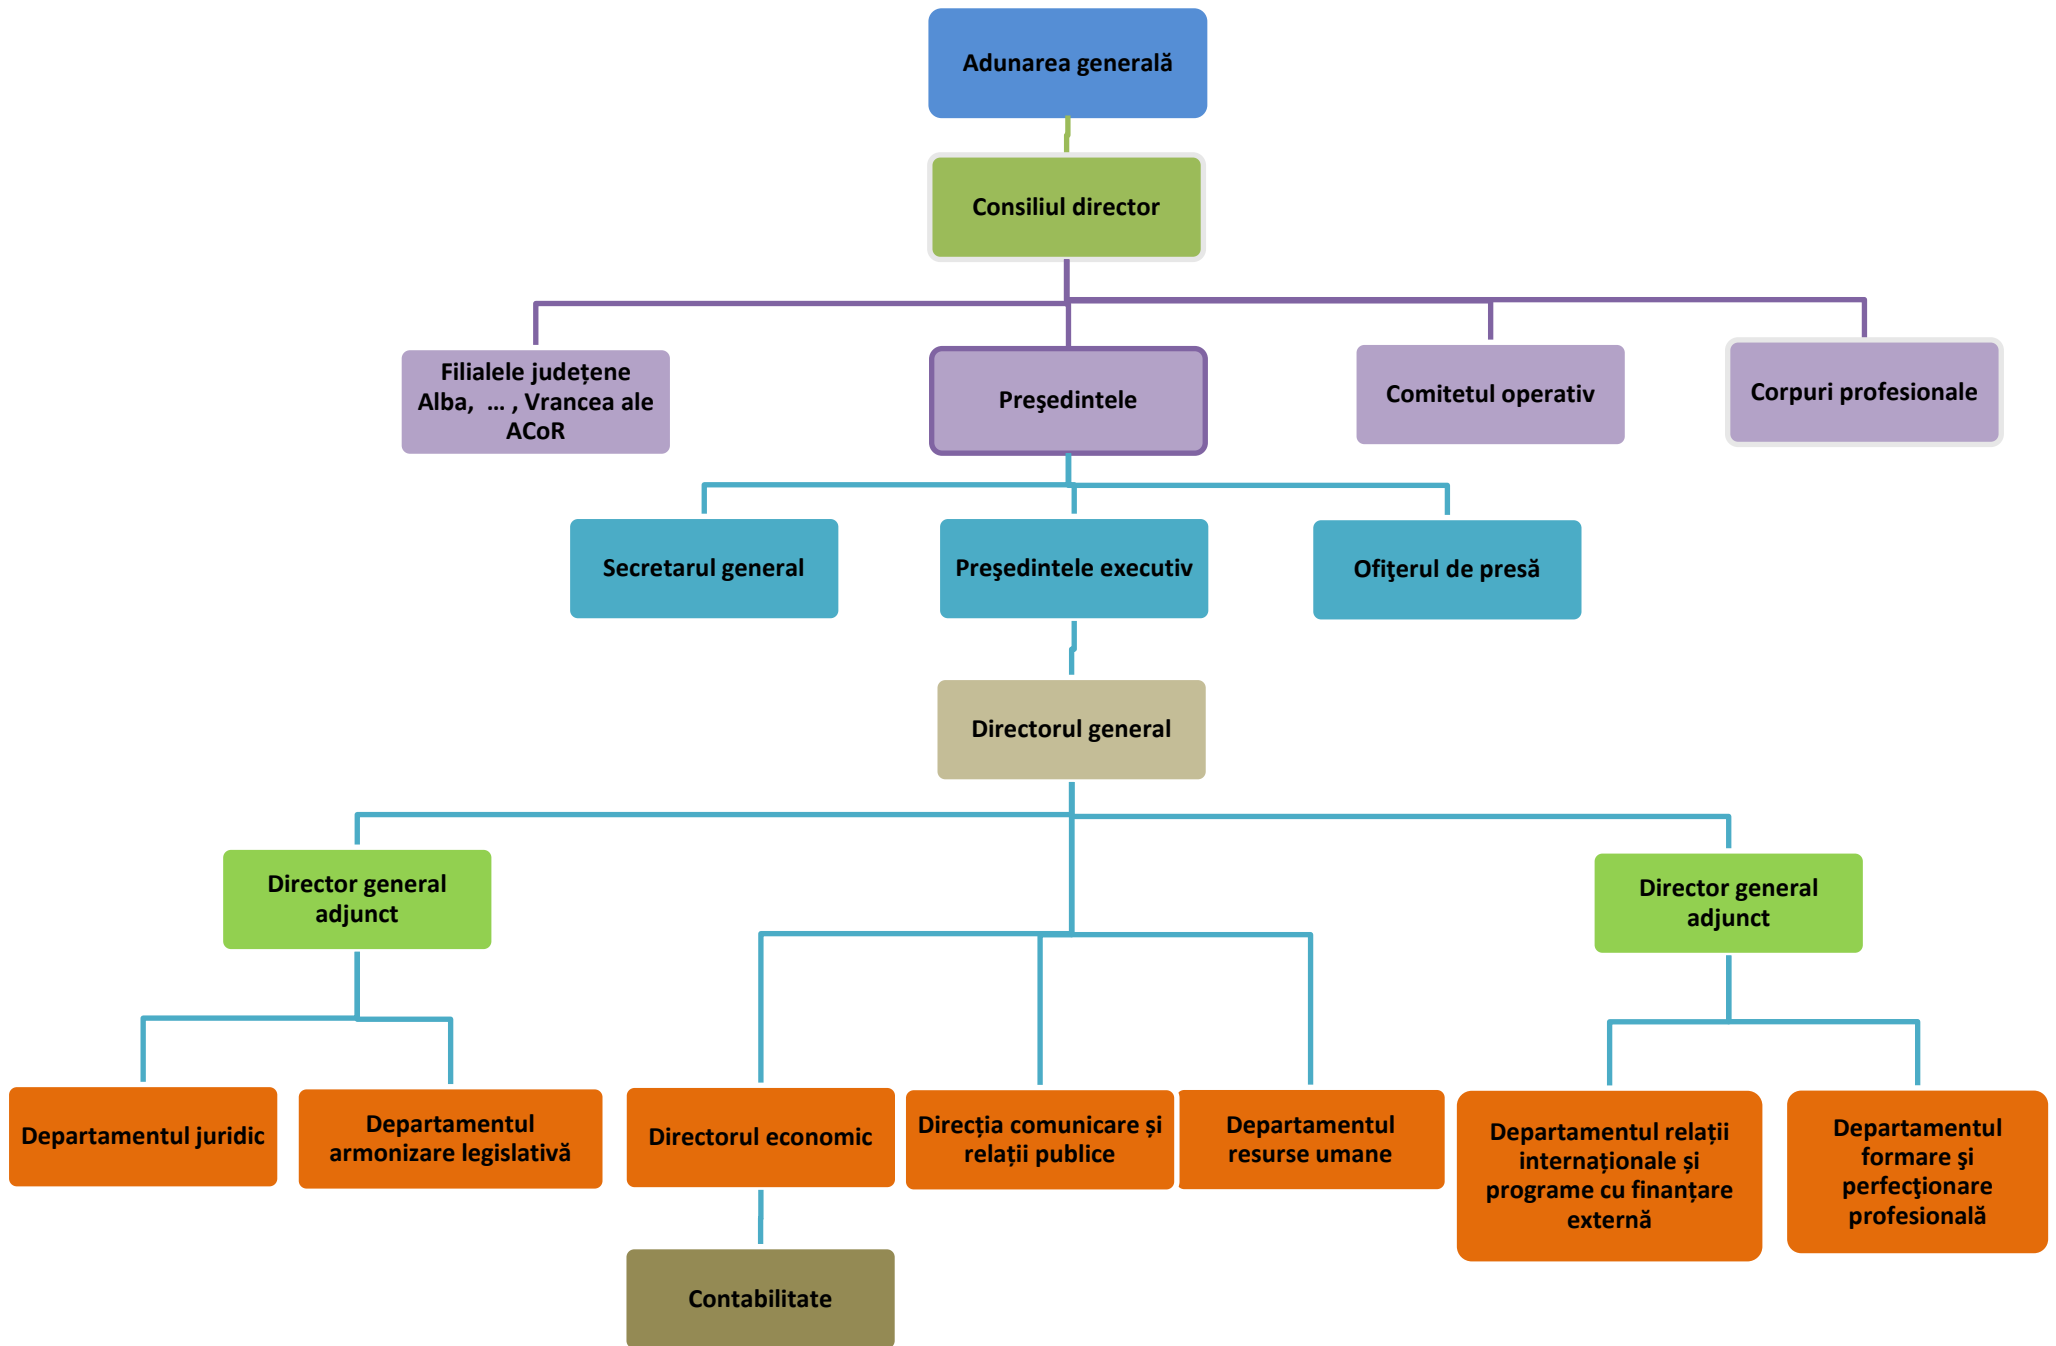 Adunarea generală
Consiliul director
Filialele județene
Alba, ... , Vrancea ale
ACoR
Preşedintele
Comitetul operativ
Corpuri profesionale
Secretarul general
Preşedintele executiv
Ofiţerul de presă
Directorul general
Director general
adjunct
Director general
adjunct
Departamentul juridic
Departamentul
armonizare legislativă
Directorul economic
Direcția comunicare și
relații publice
Departamentul
resurse umane
Departamentul relații
internaționale și
programe cu finanțare
externă
Departamentul
formare şi
perfecţionare
profesională
Contabilitate